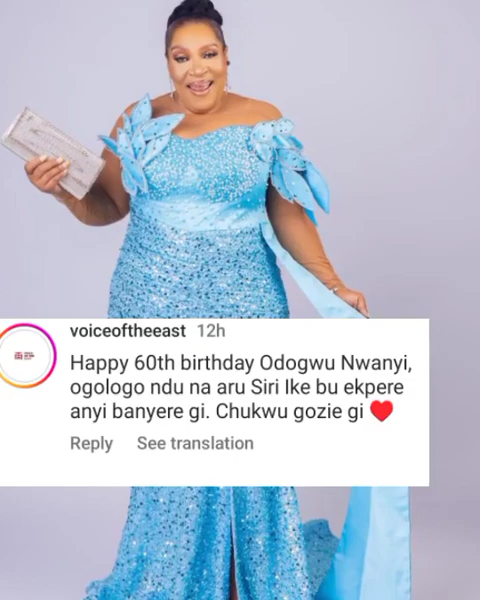 voiceoftheeast 12h
Happy 60th birthday Odogwu Nwanyi,
ogologo ndu na aru Siri Ike bu ekpere
anyi banyere gi. Chukwu gozie gi ❤️
Reply See translation